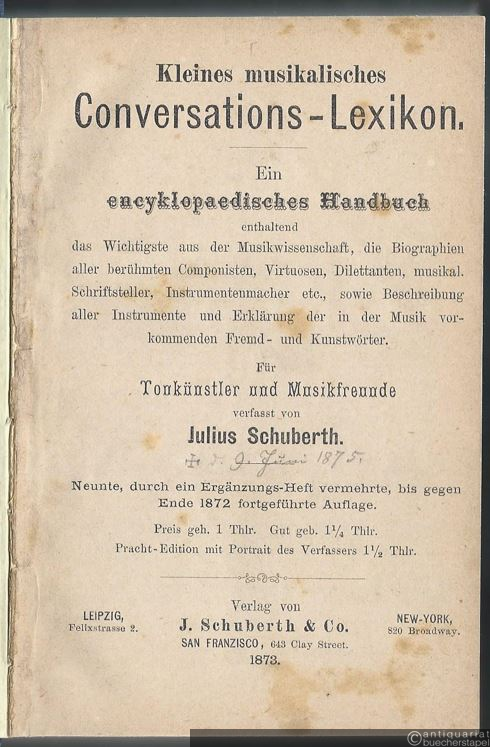 Kleines musikalisches
Conversations-Lexikon.
Ein
encyklopaedisches Handbuch
enthaltend
das Wichtigste aus der Musikwissenschaft, die Biographien
aller berühmten Componisten, Virtuosen, Dilettanten, musikal.
Schriftsteller, Instrumentenmacher etc., sowie Beschreibung
aller Instrumente und Erklärung der in der Musik vor-
kommenden Fremd- und Kunstwörter.
Für
Tonkünstler und Musikfreunde
verfasst von
Julius Schuberth.
✝ d. 9. Juni 1875.
Neunte, durch ein Ergänzungs-Heft vermehrte, bis gegen
Ende 1872 fortgeführte Auflage.
Preis geh. 1 Thlr. Gut geb. 1¼ Thlr.
Pracht-Edition mit Portrait des Verfassers 1½ Thlr.
Verlag von
LEIPZIG,
Felixstrasse 2.
J. Schuberth & Co.
NEW-YORK,
820 Broadway.
SAN FRANZISCO, 643 Clay Street.
1873.
antiquariat
buecherstapel